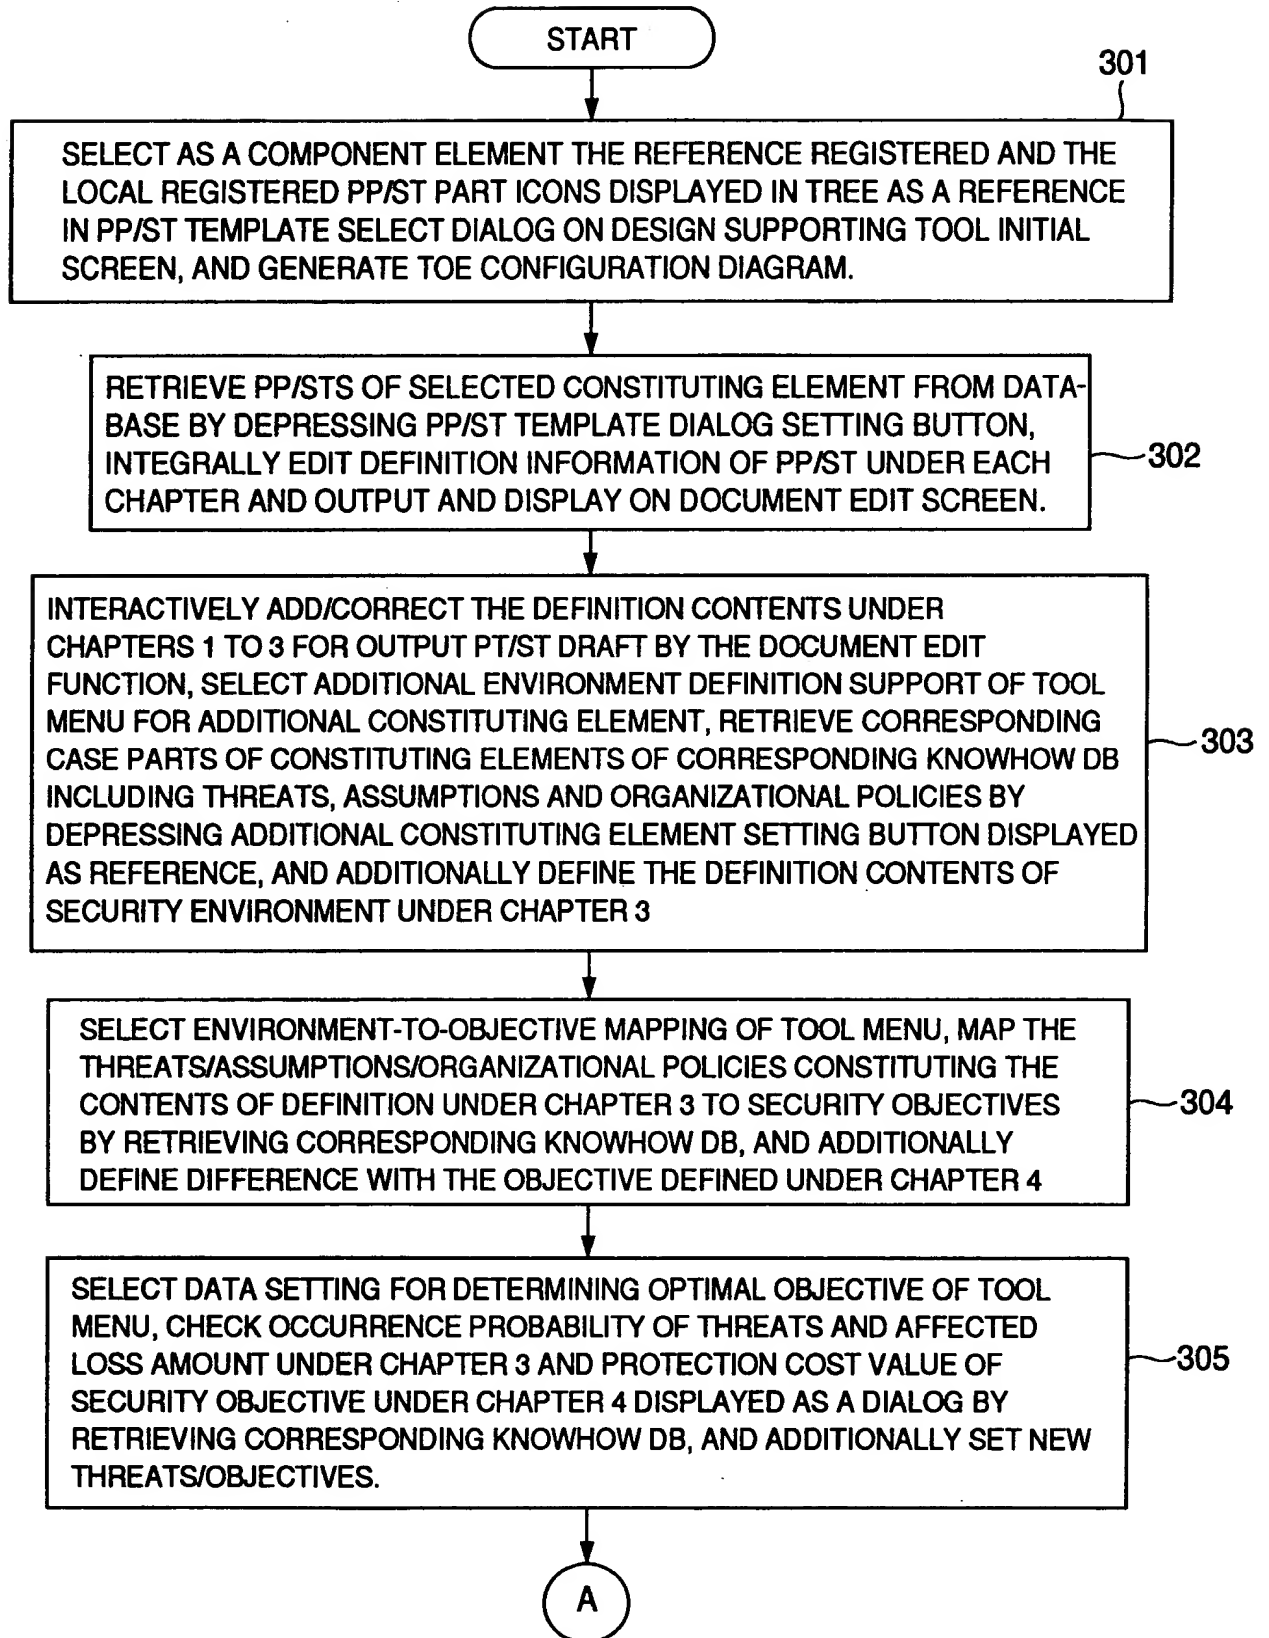 START
301
SELECT AS A COMPONENT ELEMENT THE REFERENCE REGISTERED AND THE
LOCAL REGISTERED PP/ST PART ICONS DISPLAYED IN TREE AS A REFERENCE
IN PP/ST TEMPLATE SELECT DIALOG ON DESIGN SUPPORTING TOOL INITIAL
SCREEN, AND GENERATE TOE CONFIGURATION DIAGRAM.
RETRIEVE PP/STS OF SELECTED CONSTITUTING ELEMENT FROM DATA-
BASE BY DEPRESSING PP/ST TEMPLATE DIALOG SETTING BUTTON,
INTEGRALLY EDIT DEFINITION INFORMATION OF PP/ST UNDER EACH
CHAPTER AND OUTPUT AND DISPLAY ON DOCUMENT EDIT SCREEN.
302
INTERACTIVELY ADD/CORRECT THE DEFINITION CONTENTS UNDER
CHAPTERS 1 TO 3 FOR OUTPUT PT/ST DRAFT BY THE DOCUMENT EDIT
FUNCTION, SELECT ADDITIONAL ENVIRONMENT DEFINITION SUPPORT OF TOOL
MENU FOR ADDITIONAL CONSTITUTING ELEMENT, RETRIEVE CORRESPONDING
CASE PARTS OF CONSTITUTING ELEMENTS OF CORRESPONDING KNOWHOW DB
INCLUDING THREATS, ASSUMPTIONS AND ORGANIZATIONAL POLICIES BY
DEPRESSING ADDITIONAL CONSTITUTING ELEMENT SETTING BUTTON DISPLAYED
AS REFERENCE, AND ADDITIONALLY DEFINE THE DEFINITION CONTENTS OF
SECURITY ENVIRONMENT UNDER CHAPTER 3
303
SELECT ENVIRONMENT-TO-OBJECTIVE MAPPING OF TOOL MENU, MAP THE
THREATS/ASSUMPTIONS/ORGANIZATIONAL POLICIES CONSTITUTING THE
CONTENTS OF DEFINITION UNDER CHAPTER 3 TO SECURITY OBJECTIVES
BY RETRIEVING CORRESPONDING KNOWHOW DB, AND ADDITIONALLY
DEFINE DIFFERENCE WITH THE OBJECTIVE DEFINED UNDER CHAPTER 4
304
SELECT DATA SETTING FOR DETERMINING OPTIMAL OBJECTIVE OF TOOL
MENU, CHECK OCCURRENCE PROBABILITY OF THREATS AND AFFECTED
LOSS AMOUNT UNDER CHAPTER 3 AND PROTECTION COST VALUE OF
SECURITY OBJECTIVE UNDER CHAPTER 4 DISPLAYED AS A DIALOG BY
RETRIEVING CORRESPONDING KNOWHOW DB, AND ADDITIONALLY SET NEW
THREATS/OBJECTIVES.
305
A